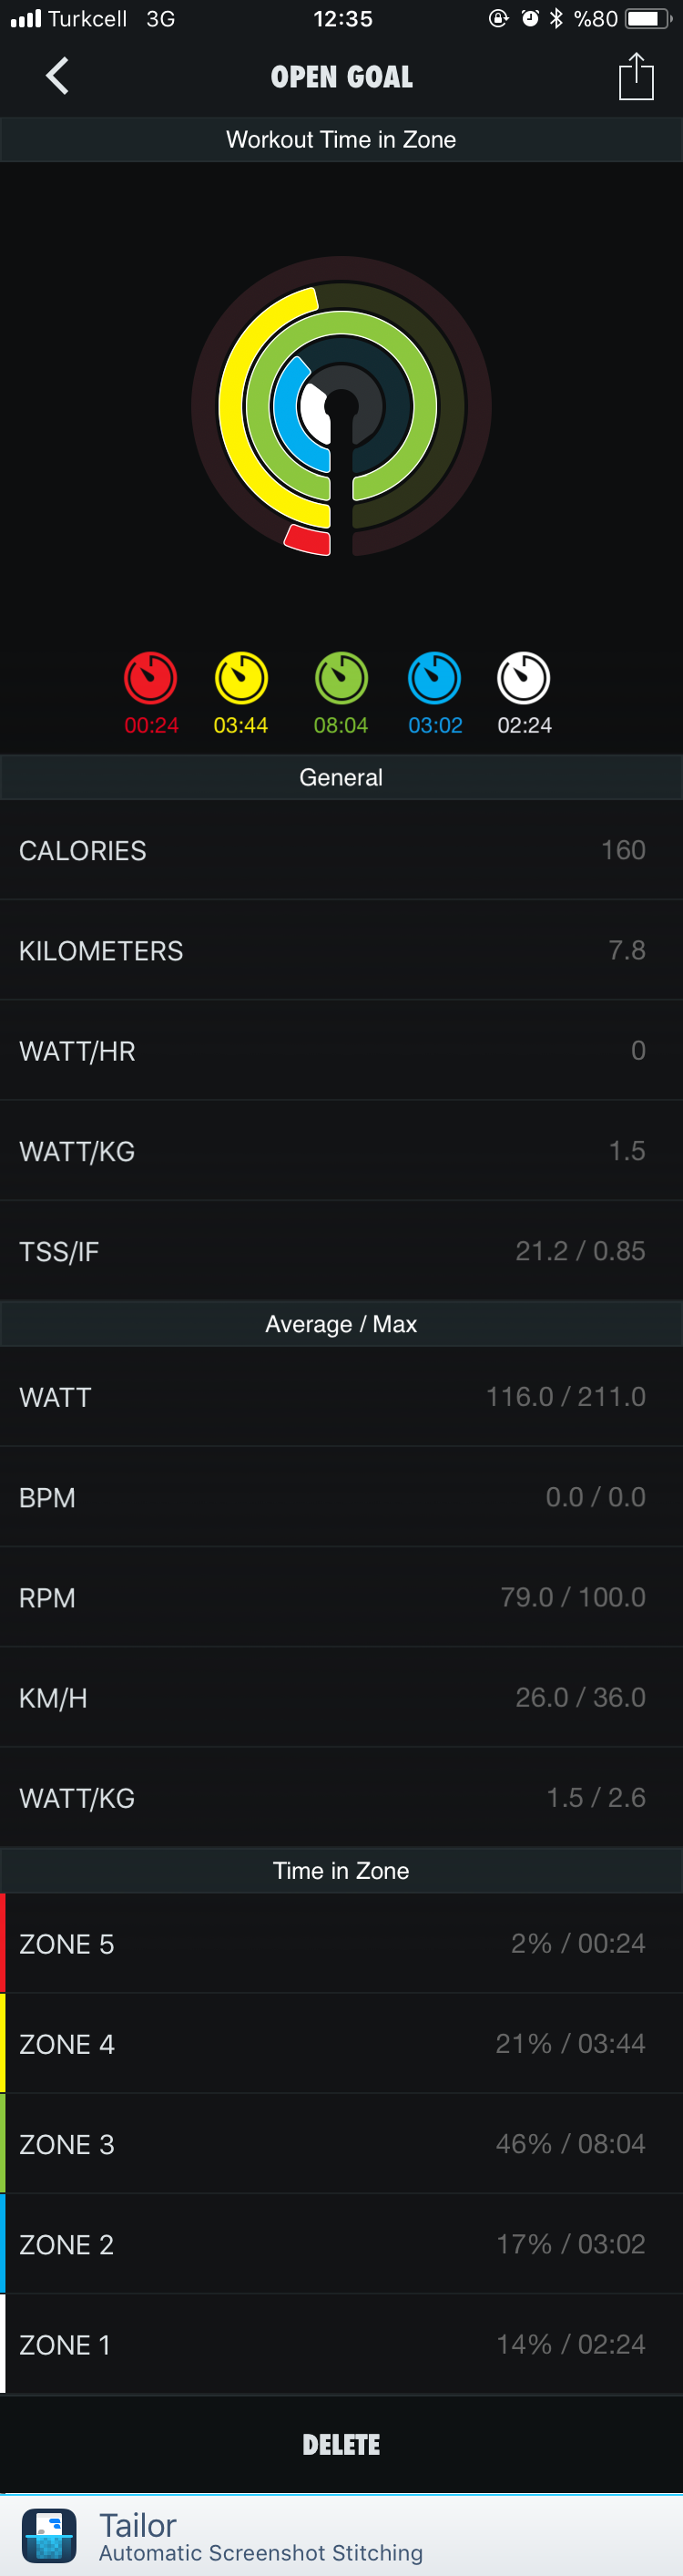 Turkcell 3G 12:35 %80
OPEN GOAL
Workout Time in Zone
00:24 03:44 08:04 03:02 02:24
General
CALORIES 160
KILOMETERS 7.8
WATT/HR 0
WATT/KG 1.5
TSS/IF 21.2 / 0.85
Average / Max
WATT 116.0 / 211.0
BPM 0.0 / 0.0
RPM 79.0 / 100.0
KM/H 26.0 / 36.0
WATT/KG 1.5 / 2.6
Time in Zone
ZONE 5 2% / 00:24
ZONE 4 21% / 03:44
ZONE 3 46% / 08:04
ZONE 2 17% / 03:02
ZONE 1 14% / 02:24
DELETE
Tailor
Automatic Screenshot Stitching